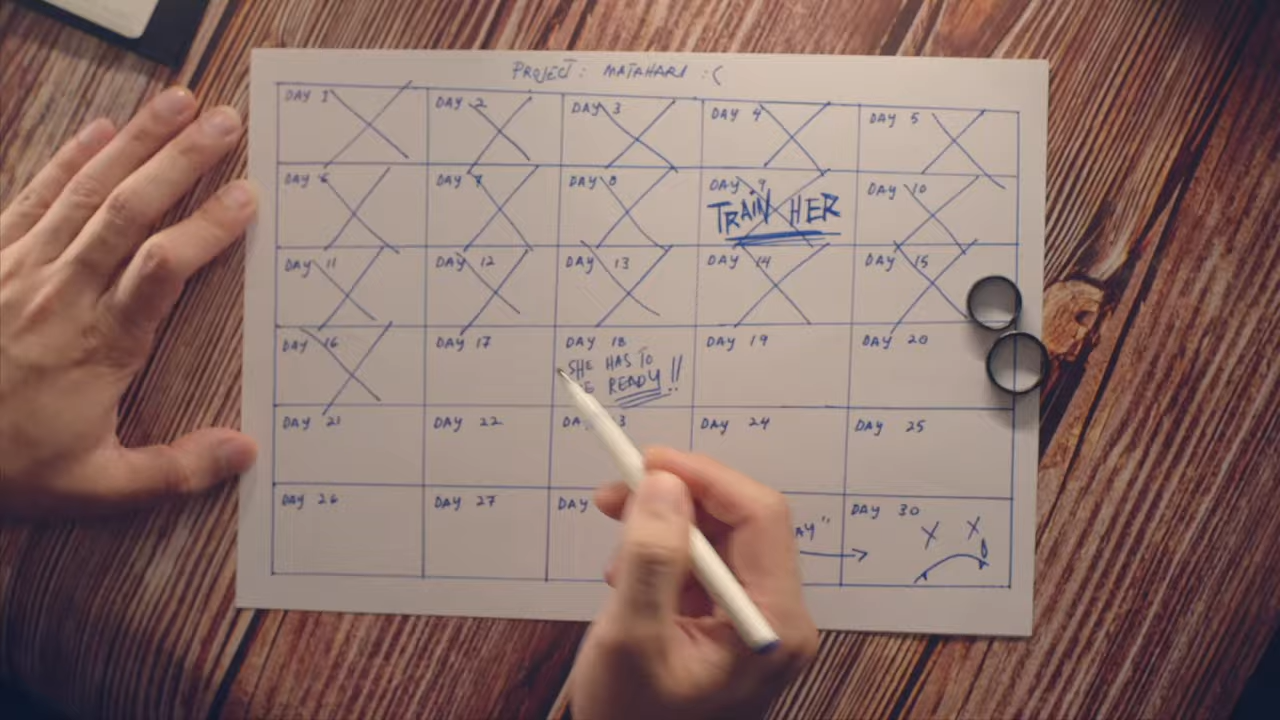 PROJECT: MATAHARI :(
DAY 1 DAY 2 DAY 3 DAY 4 DAY 5
DAY 6 DAY 7 DAY 8 DAY 9 DAY 10
TRAIN HER
DAY 11 DAY 12 DAY 13 DAY 14 DAY 15
DAY 16 DAY 17 DAY 18 DAY 19 DAY 20
SHE HAS TO
READY!!
DAY 21 DAY 22 DAY 24 DAY 25
DAY 26 DAY 27 DAY DAY 30